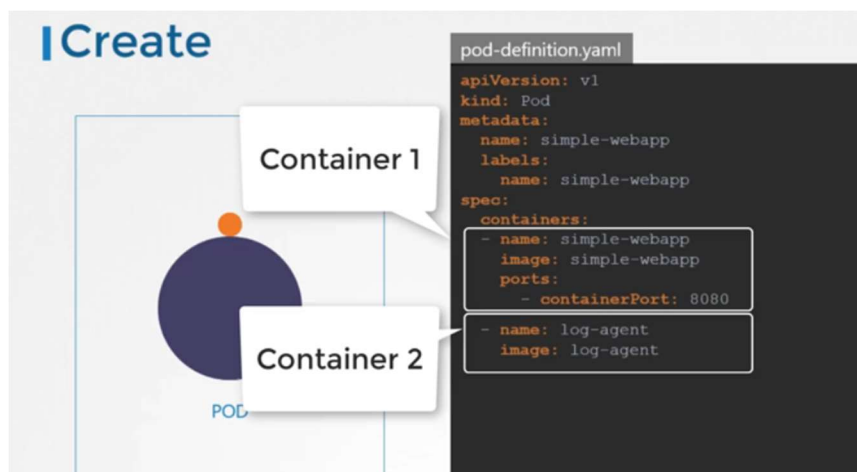 Create
pod-definition.yaml
apiVersion: v1
kind: Pod
metadata:
name: simple-webapp
labels:
name: simple-webapp
spec:
containers:
- name: simple-webapp
image: simple-webapp
ports:
- containerPort: 8080
- name: log-agent
image: log-agent
Container 1
Container 2
POD